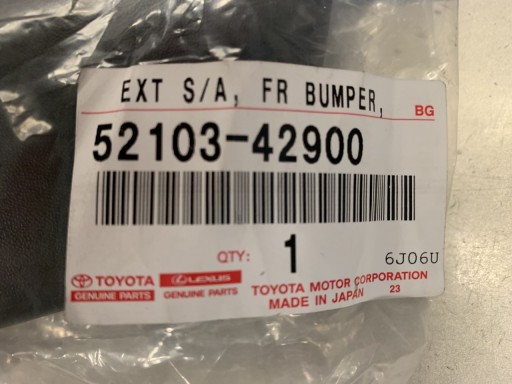 EXT S/A, FR BUMPER,
BG
52103-42900
QTY: 1
6J06U
TOYOTA LEXUS
GENUINE PARTS GENUINE PARTS
TOYOTA MOTOR CORPORATION
MADE IN JAPAN 23